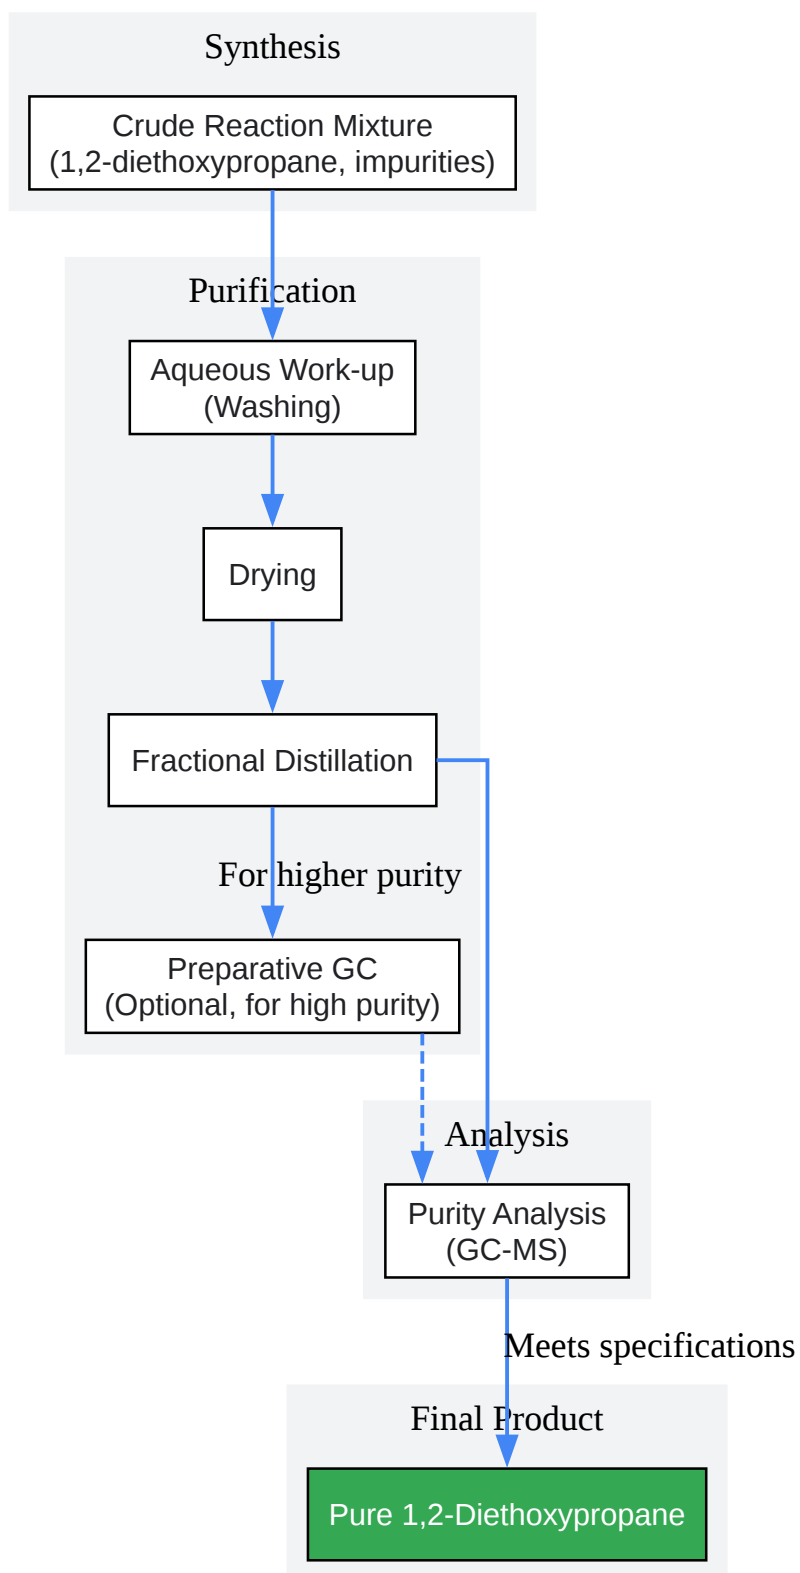 Synthesis
Crude Reaction Mixture
(1,2-diethoxypropane, impurities)
Purification
Aqueous Work-up
(Washing)
Drying
Fractional Distillation
For higher purity
Preparative GC
(Optional, for high purity)
Analysis
Purity Analysis
(GC-MS)
Meets specifications
Final Product
Pure 1,2-Diethoxypropane